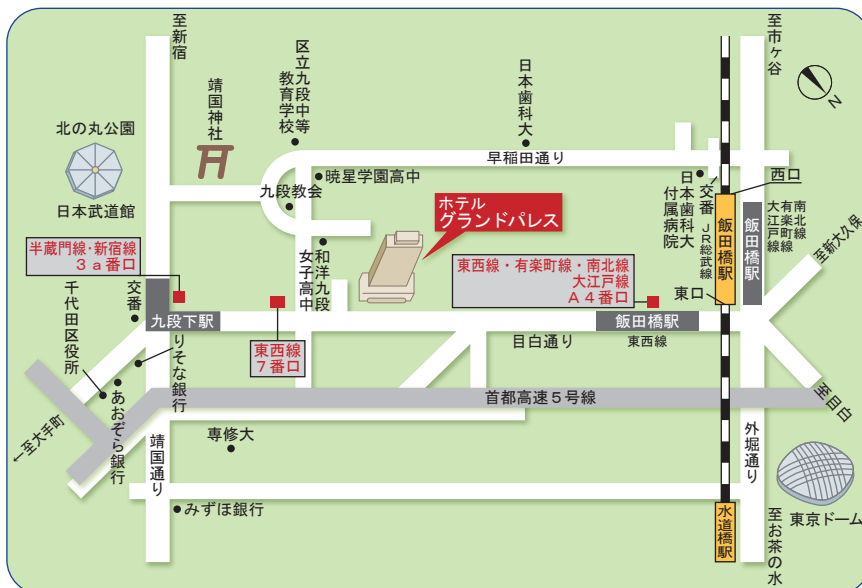 至新宿
靖国神社
区立九段中等
教育学校
日本歯科大
至市ヶ谷
N
北の丸公園
日本武道館
早稲田通り
暁星学園高中
九段教会
ホテル
グランドパレス
和洋九段
女子高中
日本歯科大
付属病院
交番
JR総武線
西口
飯田橋駅
東口
飯田橋駅
南北線
有楽町線
大江戸線
至新大久保
半蔵門線・新宿線
3a番口
東西線・有楽町線・南北線
大江戸線
A4番口
交番
九段下駅
千代田区役所
東西線
7番口
目白通り
飯田橋駅
東西線
りそな銀行
あおぞら銀行
首都高速5号線
至目白
←至大手町
靖国通り
専修大
外堀通り
みずほ銀行
水道橋駅
東京ドーム
至お茶の水